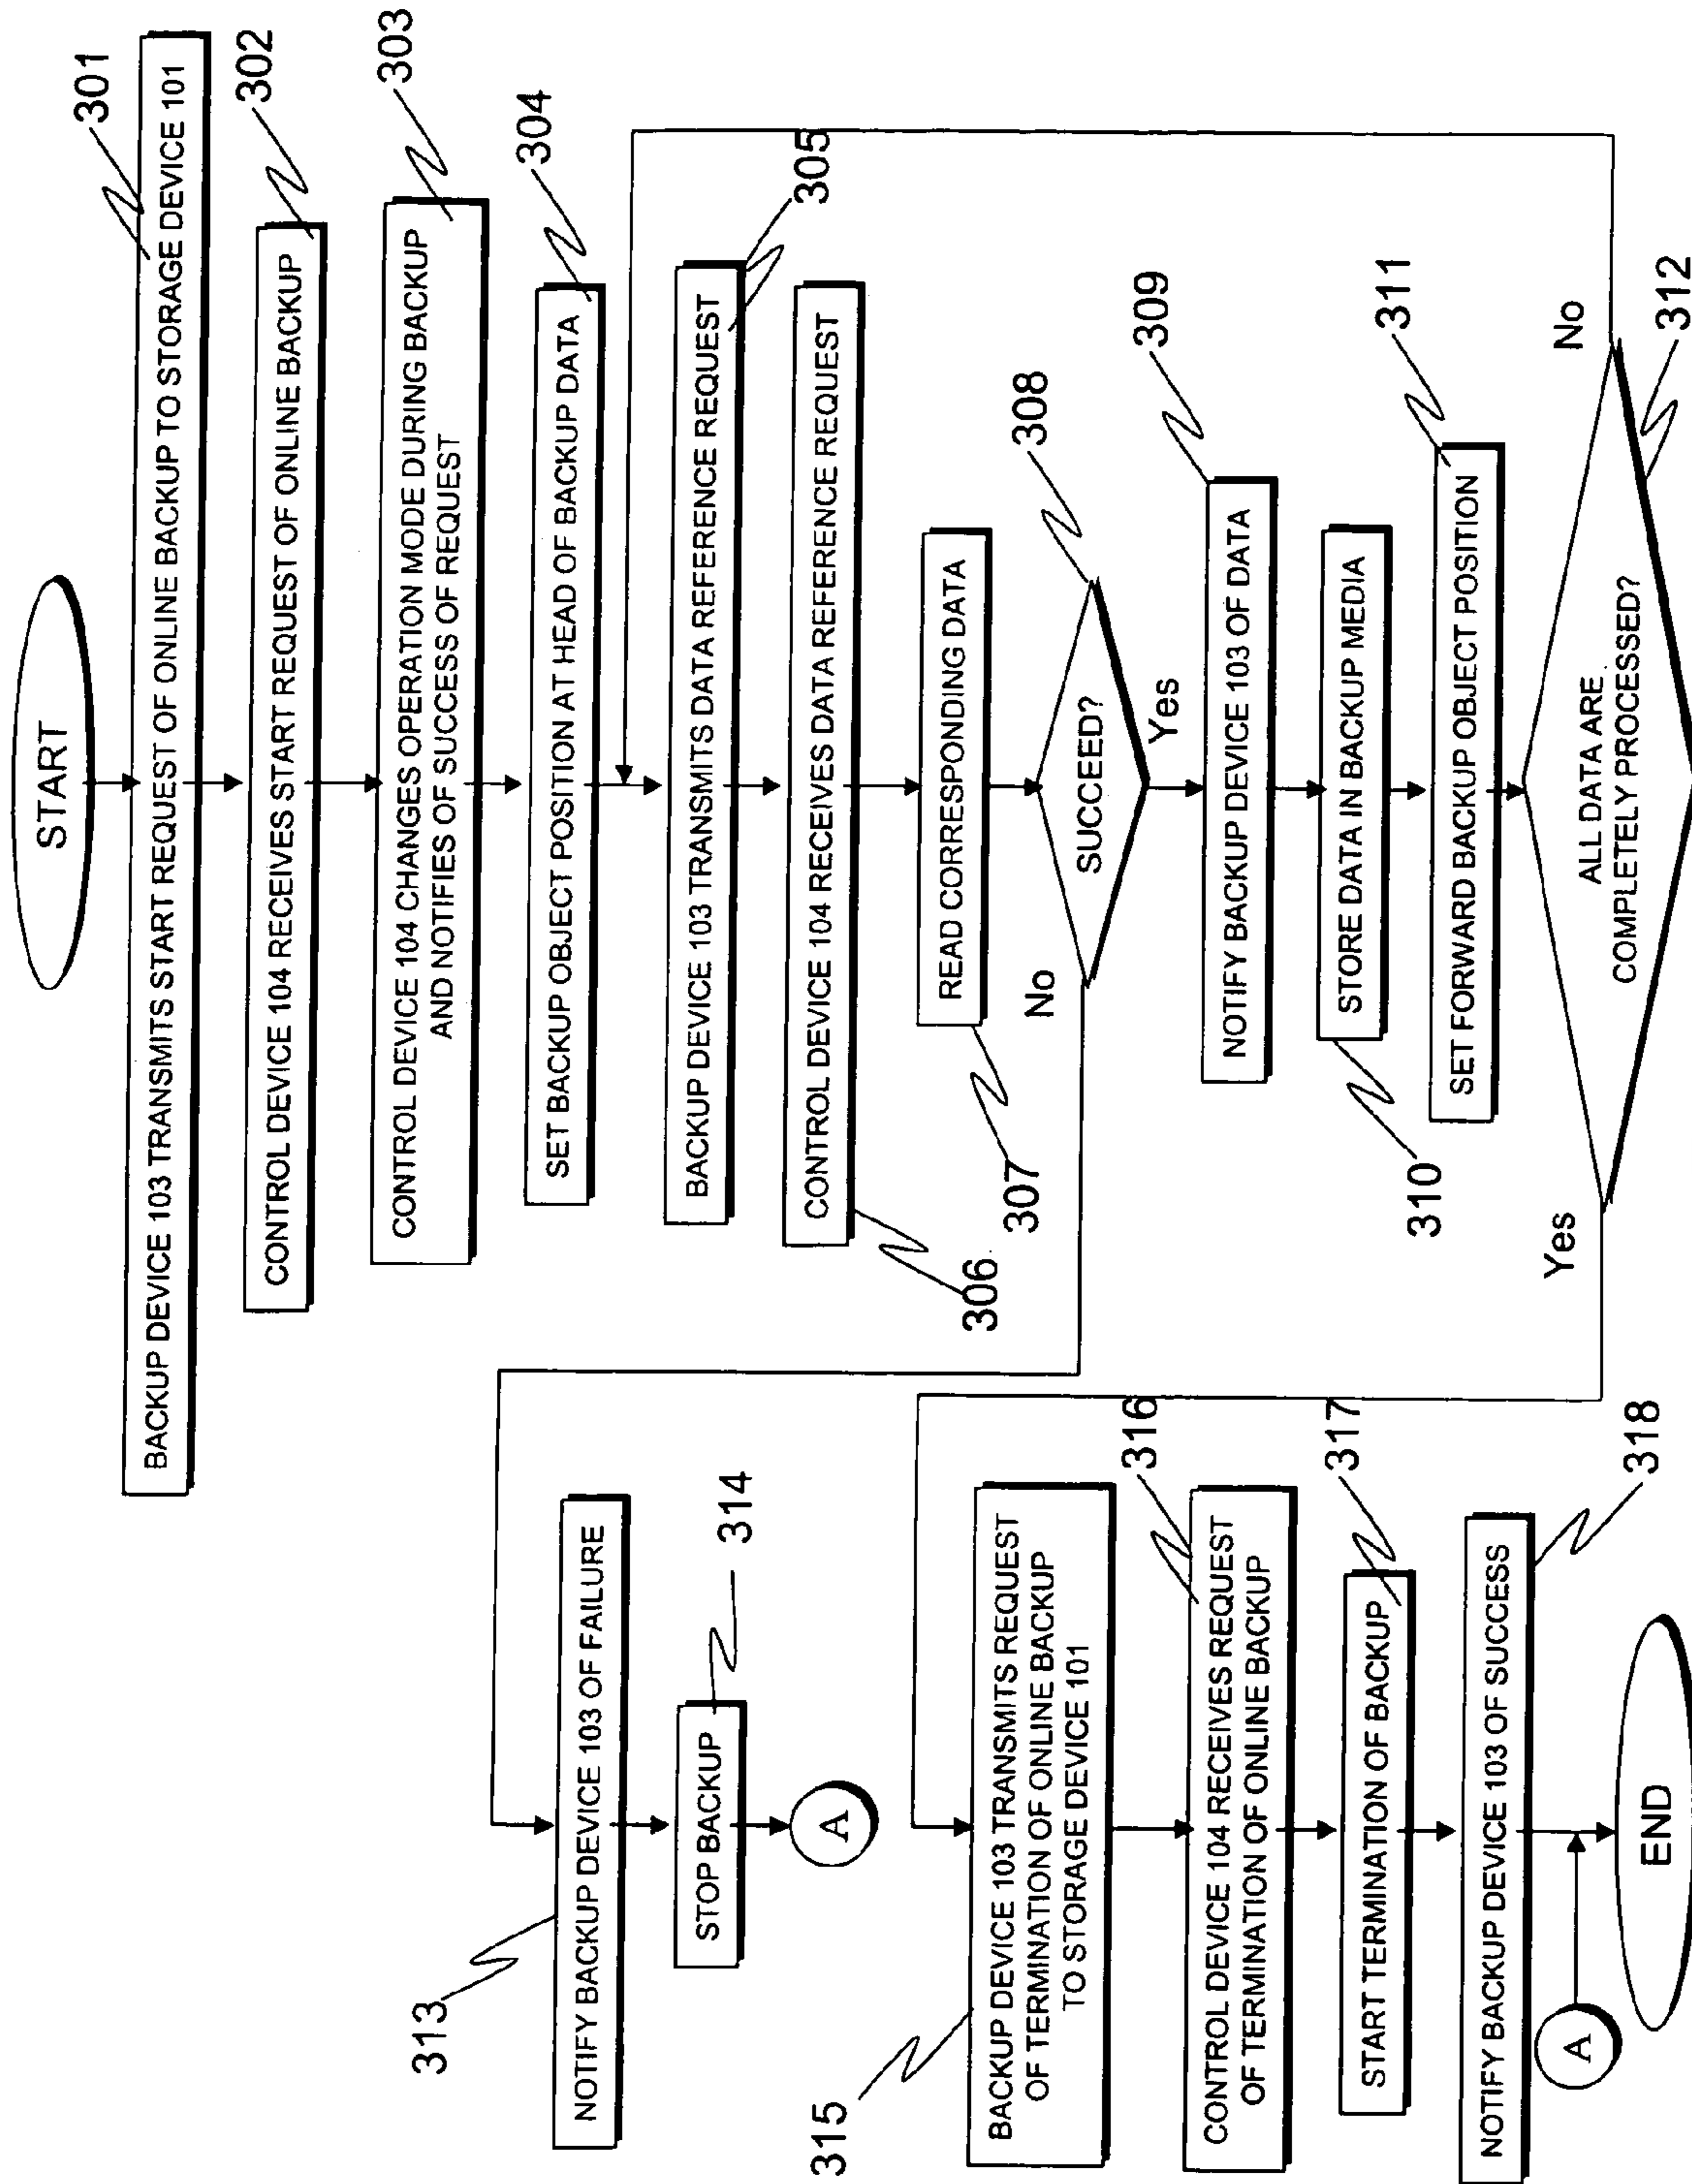 START
301
BACKUP DEVICE 103 TRANSMITS START REQUEST OF ONLINE BACKUP TO STORAGE DEVICE 101
302
CONTROL DEVICE 104 RECEIVES START REQUEST OF ONLINE BACKUP
303
CONTROL DEVICE 104 CHANGES OPERATION MODE DURING BACKUP
AND NOTIFIES OF SUCCESS OF REQUEST
304
SET BACKUP OBJECT POSITION AT HEAD OF BACKUP DATA
305
BACKUP DEVICE 103 TRANSMITS DATA REFERENCE REQUEST
CONTROL DEVICE 104 RECEIVES DATA REFERENCE REQUEST
306
READ CORRESPONDING DATA
307
308
SUCCEED?
No
Yes
309
NOTIFY BACKUP DEVICE 103 OF DATA
STORE DATA IN BACKUP MEDIA
310
311
SET FORWARD BACKUP OBJECT POSITION
No
ALL DATA ARE
COMPLETELY PROCESSED?
312
Yes
313
NOTIFY BACKUP DEVICE 103 OF FAILURE
314
STOP BACKUP
A
315
BACKUP DEVICE 103 TRANSMITS REQUEST
OF TERMINATION OF ONLINE BACKUP
TO STORAGE DEVICE 101
316
CONTROL DEVICE 104 RECEIVES REQUEST
OF TERMINATION OF ONLINE BACKUP
317
START TERMINATION OF BACKUP
318
NOTIFY BACKUP DEVICE 103 OF SUCCESS
A
END